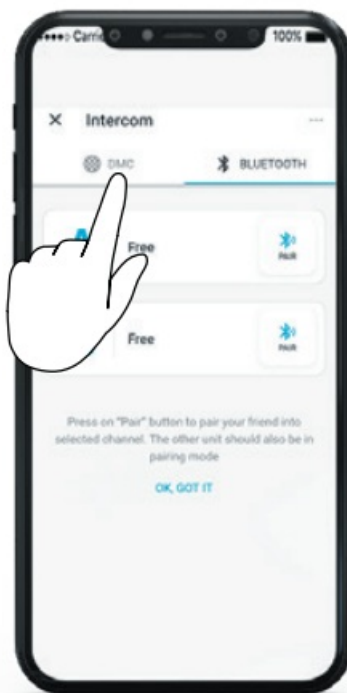 Carrie 100%
Intercom
DMC BLUETOOTH
Free
PAIR
Free
PAIR
Press on "Pair" button to pair your friend into
selected channel. The other unit should also be in
pairing mode
OK, GOT IT